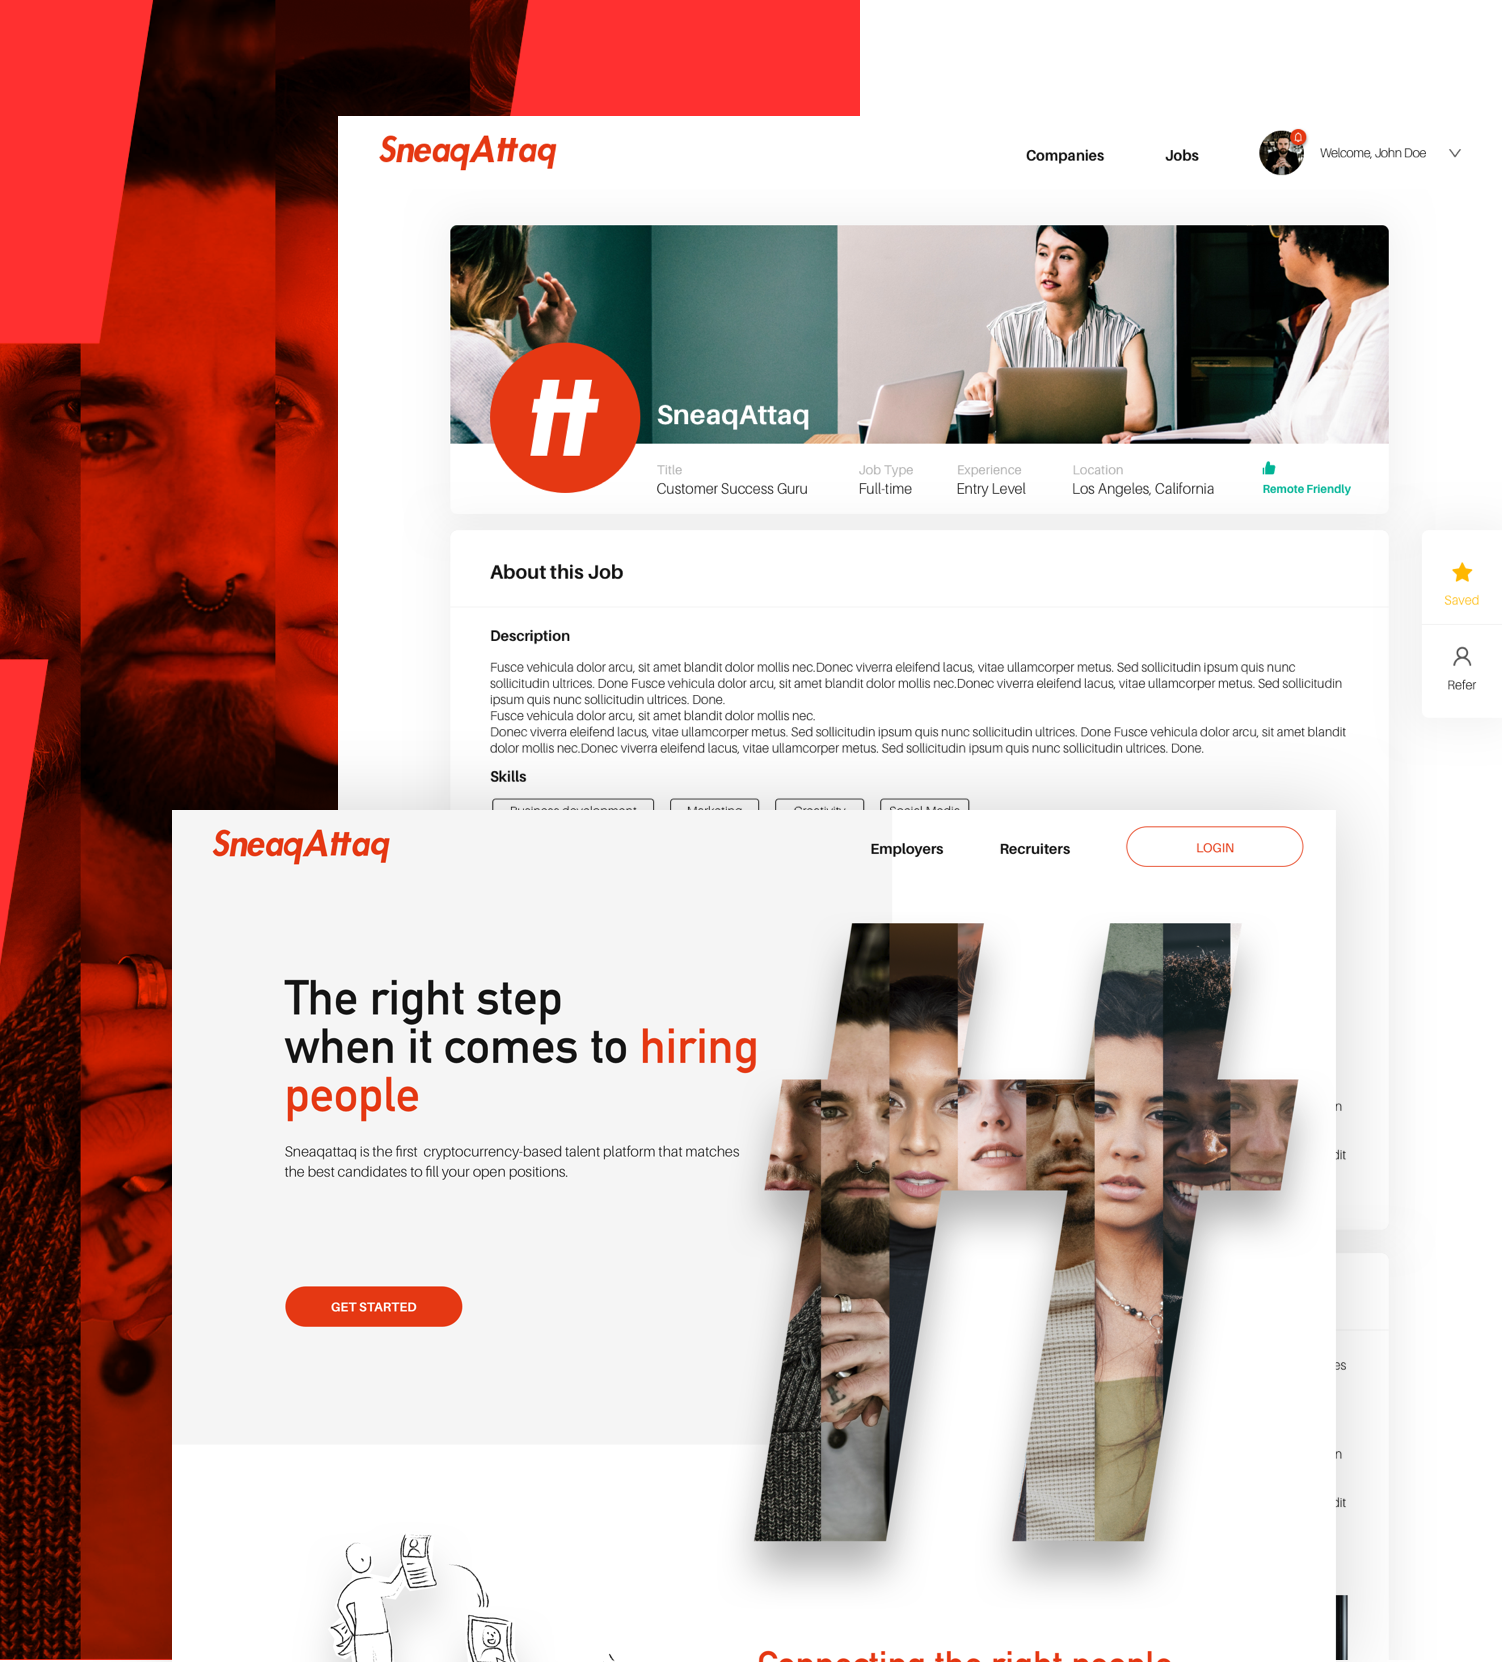 SneaqAttaq
Companies
Jobs
Welcome, John Doe
SneaqAttaq
Title
Job Type
Experience
Location
Customer Success Guru
Full-time
Entry Level
Los Angeles, California
Remote Friendly
About this Job
Saved
Refer
Description
Fusce vehicula dolor arcu, sit amet blandit dolor mollis nec.Donec viverra eleifend lacus, vitae ullamcorper metus. Sed sollicitudin ipsum quis nunc
sollicitudin ultrices. Done Fusce vehicula dolor arcu, sit amet blandit dolor mollis nec.Donec viverra eleifend lacus, vitae ullamcorper metus. Sed sollicitudin
ipsum quis nunc sollicitudin ultrices. Done.
Fusce vehicula dolor arcu, sit amet blandit dolor mollis nec.
Donec viverra eleifend lacus, vitae ullamcorper metus. Sed sollicitudin ipsum quis nunc sollicitudin ultrices. Done Fusce vehicula dolor arcu, sit amet blandit
dolor mollis nec.Donec viverra eleifend lacus, vitae ullamcorper metus. Sed sollicitudin ipsum quis nunc sollicitudin ultrices. Done.
Skills
Business development
Marketing
Creativity
Social Media
SneaqAttaq
Employers
Recruiters
LOGIN
The right step
when it comes to hiring
people
Sneaqattaq is the first cryptocurrency-based talent platform that matches
the best candidates to fill your open positions.
GET STARTED
Connecting the right people